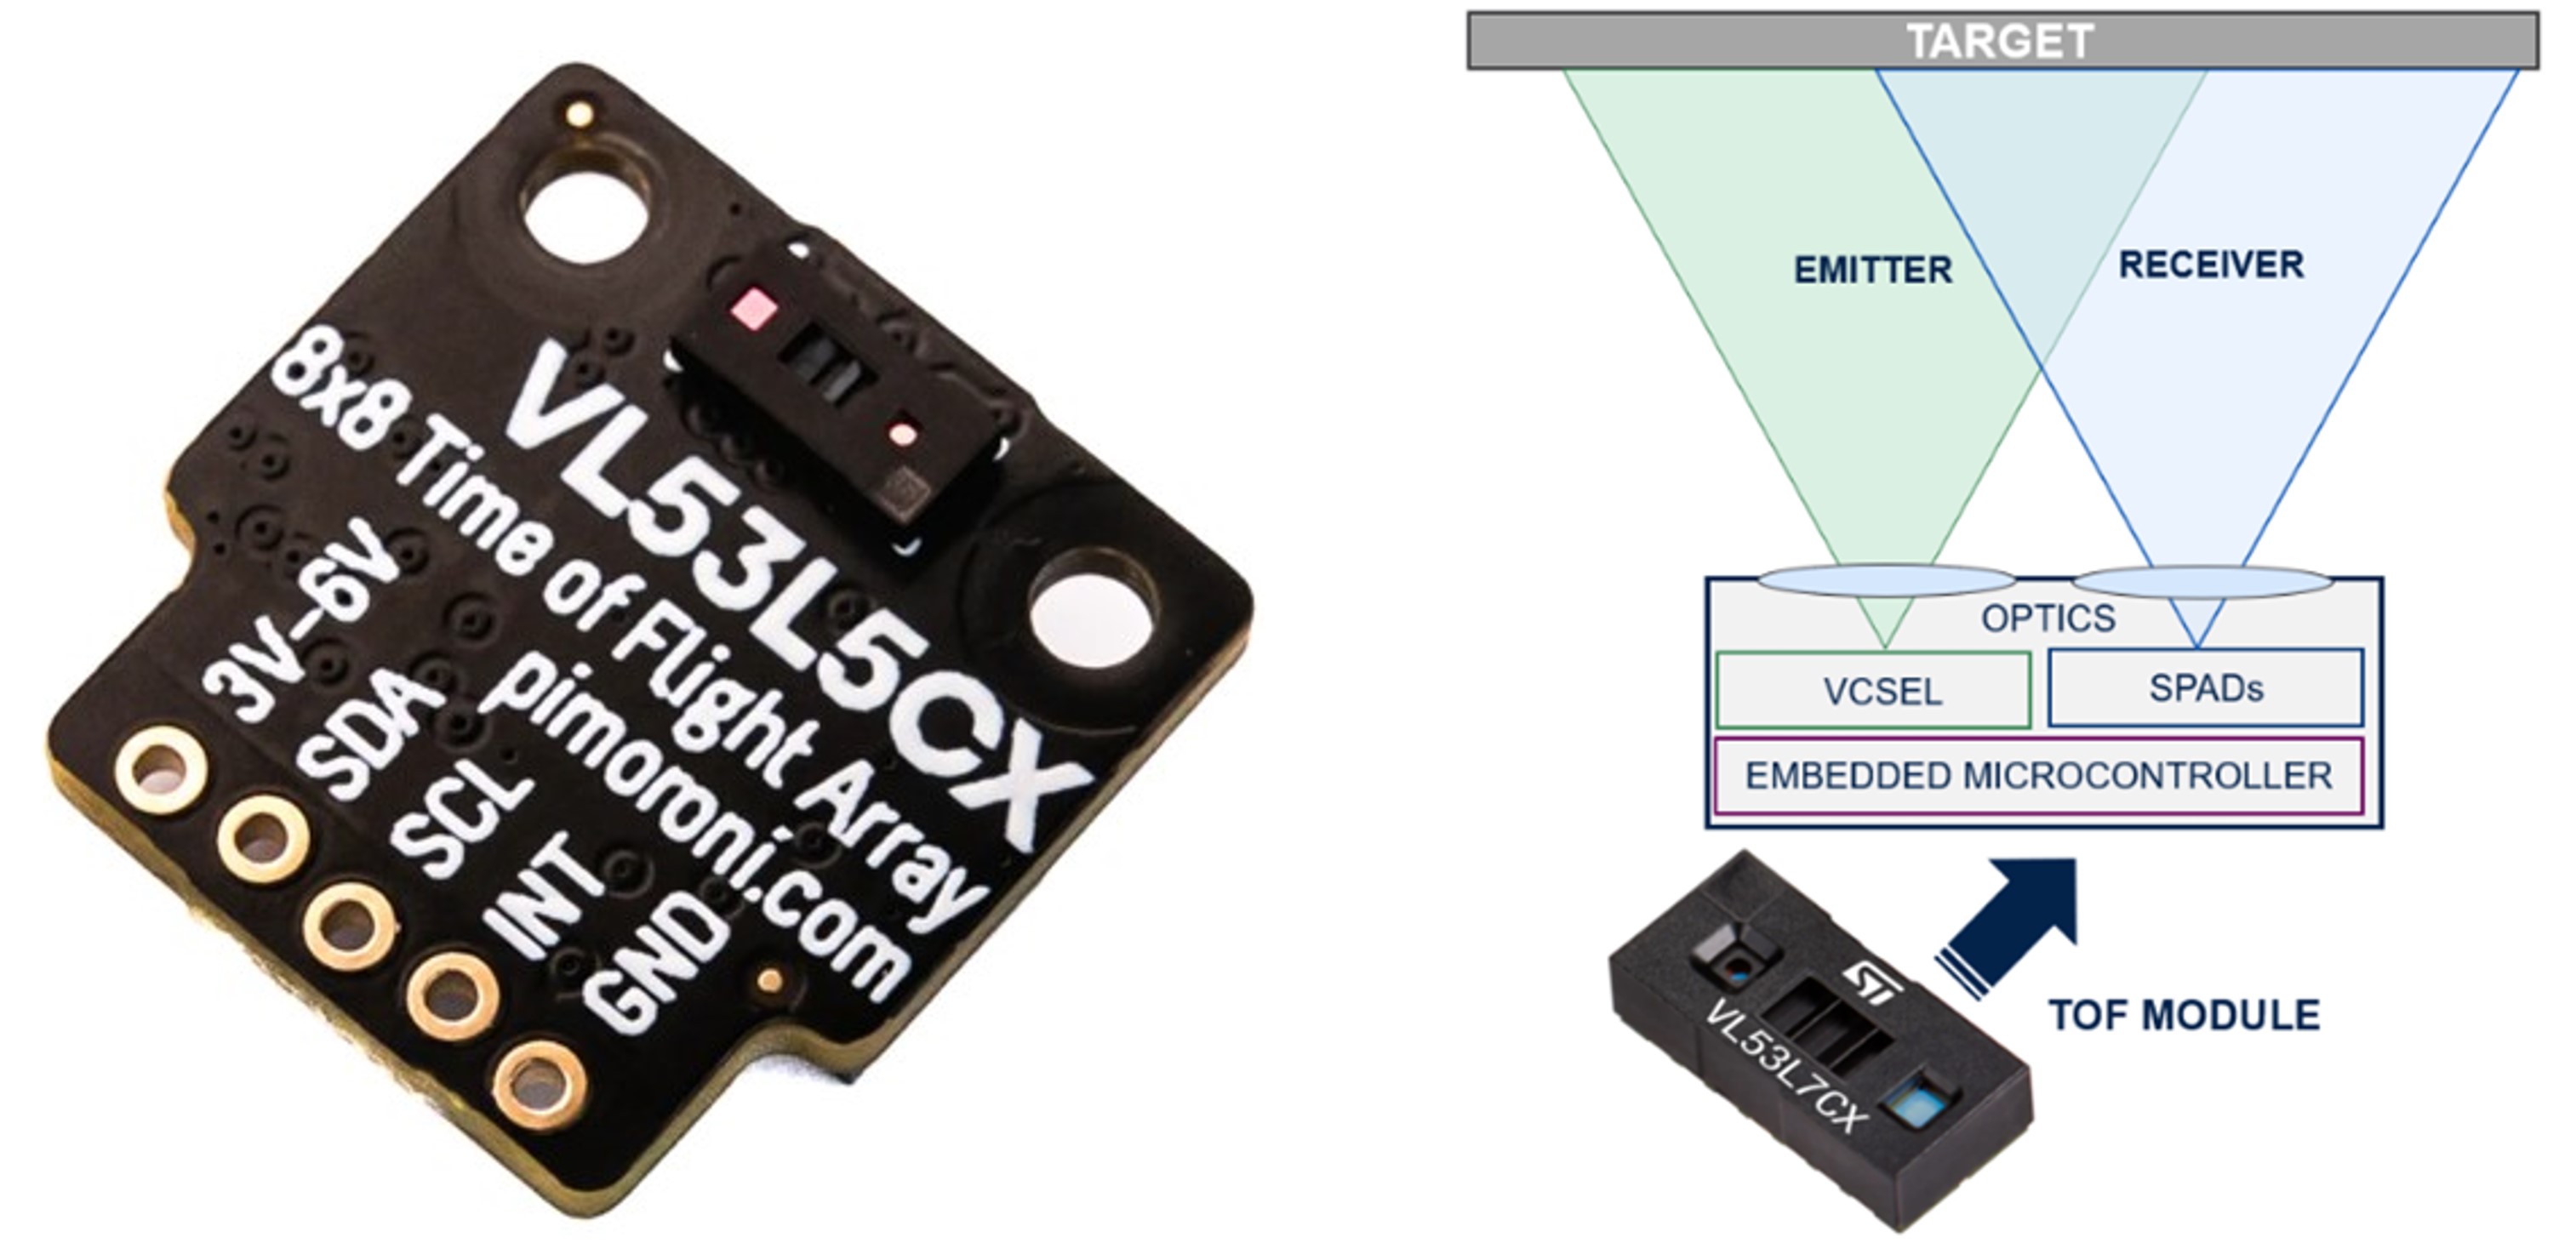 VL53L5CX
8x8 Time of Flight Array
pimoroni.com
3V-6V
SDA
SCL
INT
GND
TARGET
EMITTER
RECEIVER
OPTICS
VCSEL
SPADs
EMBEDDED MICROCONTROLLER
ST
VL53L7CX
TOF MODULE